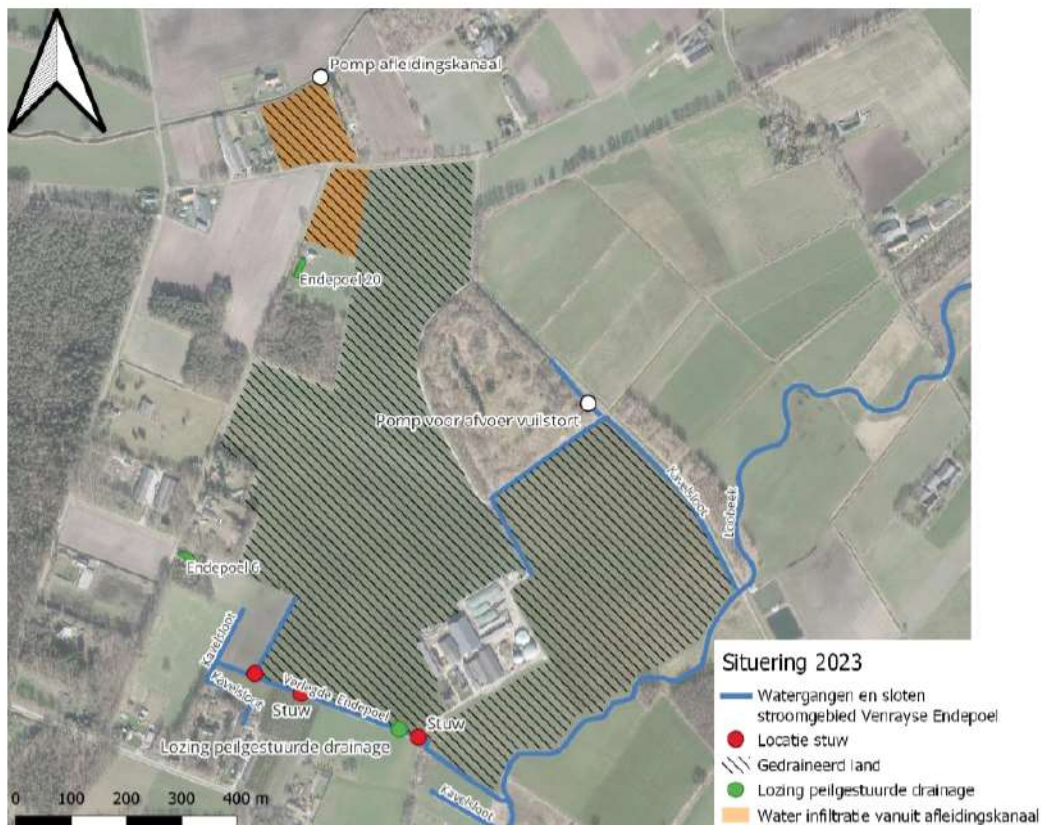 Pomp afleidingskanaal
Endepoel 20
Pomp voor afvoer vuilstort
Kavelsloot
Loobeek
Endepoel 6
Kavelsloot
Kavelsloot
Verlegde Endepoel
Stuw
Stuw
Lozing peilgestuurde drainage
Kavelsloot
0 100 200 300 400 m
Situering 2023
Watergangen en sloten
stroomgebied Venrayse Endepoel
Locatie stuw
Gedraineerd land
Lozing peilgestuurde drainage
Water infiltratie vanuit afleidingskanaal